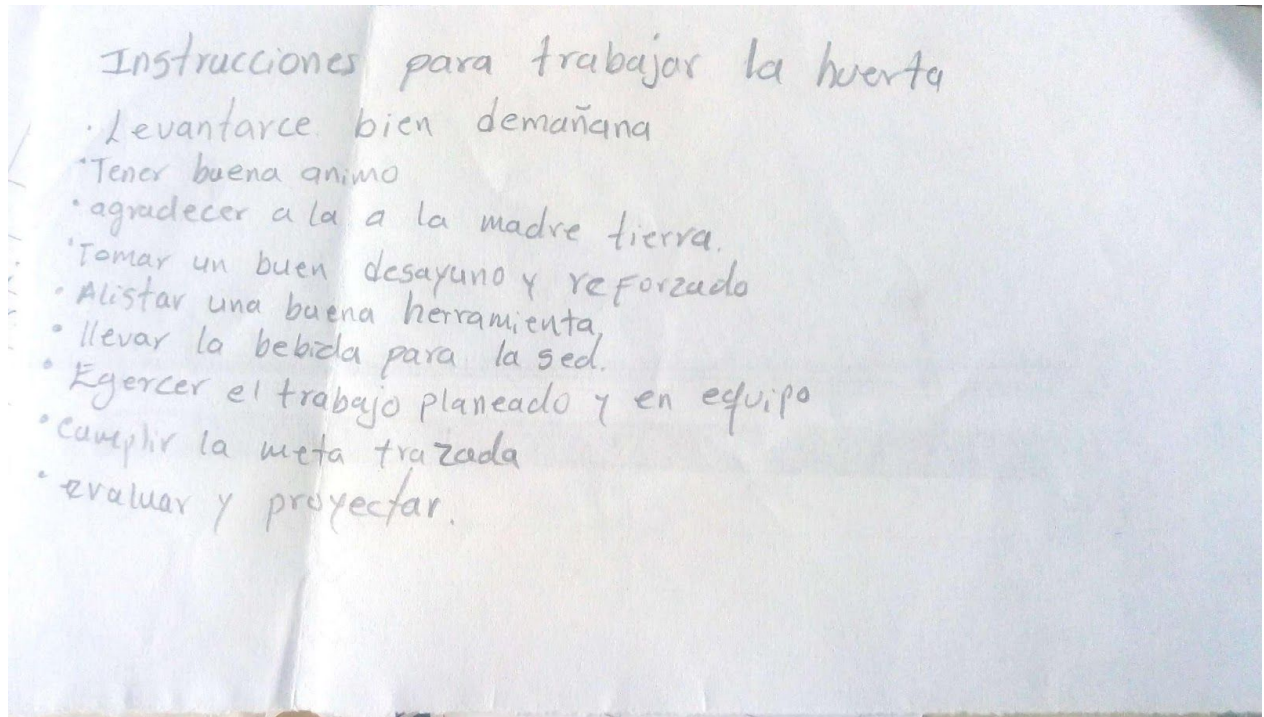 Instrucciones para trabajar la huerta
• Levantarce bien demañana
• Tener buena animo
• agradecer a la a la madre tierra.
• Tomar un buen desayuno y reforzado
• Alistar una buena herramienta,
• llevar la bebida para la sed.
• Egercer el trabajo planeado y en equipo
• cumplir la meta trazada
• evaluar y proyectar.